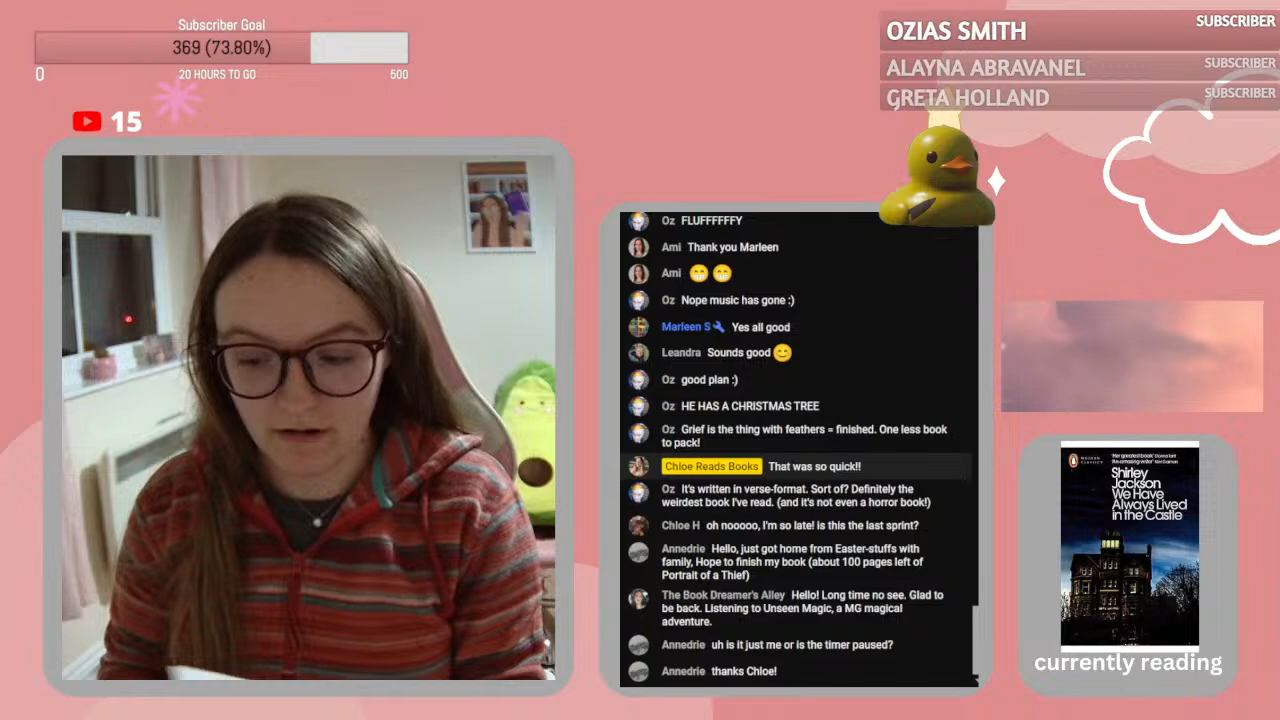 Subscriber Goal
369 (73.80%)
0
20 HOURS TO GO
500
15
OZIAS SMITH
SUBSCRIBER
ALAYNA ABRAVANEL
SUBSCRIBER
GRETA HOLLAND
SUBSCRIBER
Oz FLUFFFFFFY
Ami Thank you Marleen
Ami
Oz Nope music has gone :)
Marleen S Yes all good
Leandra Sounds good
Oz good plan :)
Oz HE HAS A CHRISTMAS TREE
Oz Grief is the thing with feathers = finished. One less book
to pack!
Chloe Reads Books That was so quick!!
Oz It's written in verse-format. Sort of? Definitely the
weirdest book I've read. (and it's not even a horror book!)
Chloe H oh nooooo, I'm so late! is this the last sprint?
Annedrie Hello, just got home from Easter-stuffs with
family, Hope to finish my book (about 100 pages left of
Portrait of a Thief)
The Book Dreamer's Alley Hello! Long time no see. Glad to
be back. Listening to Unseen Magic, a MG magical
adventure.
Annedrie uh is it just me or is the timer paused?
Annedrie thanks Chloe!
Shirley
Jackson
We Have
Always Lived
in the Castle
currently reading